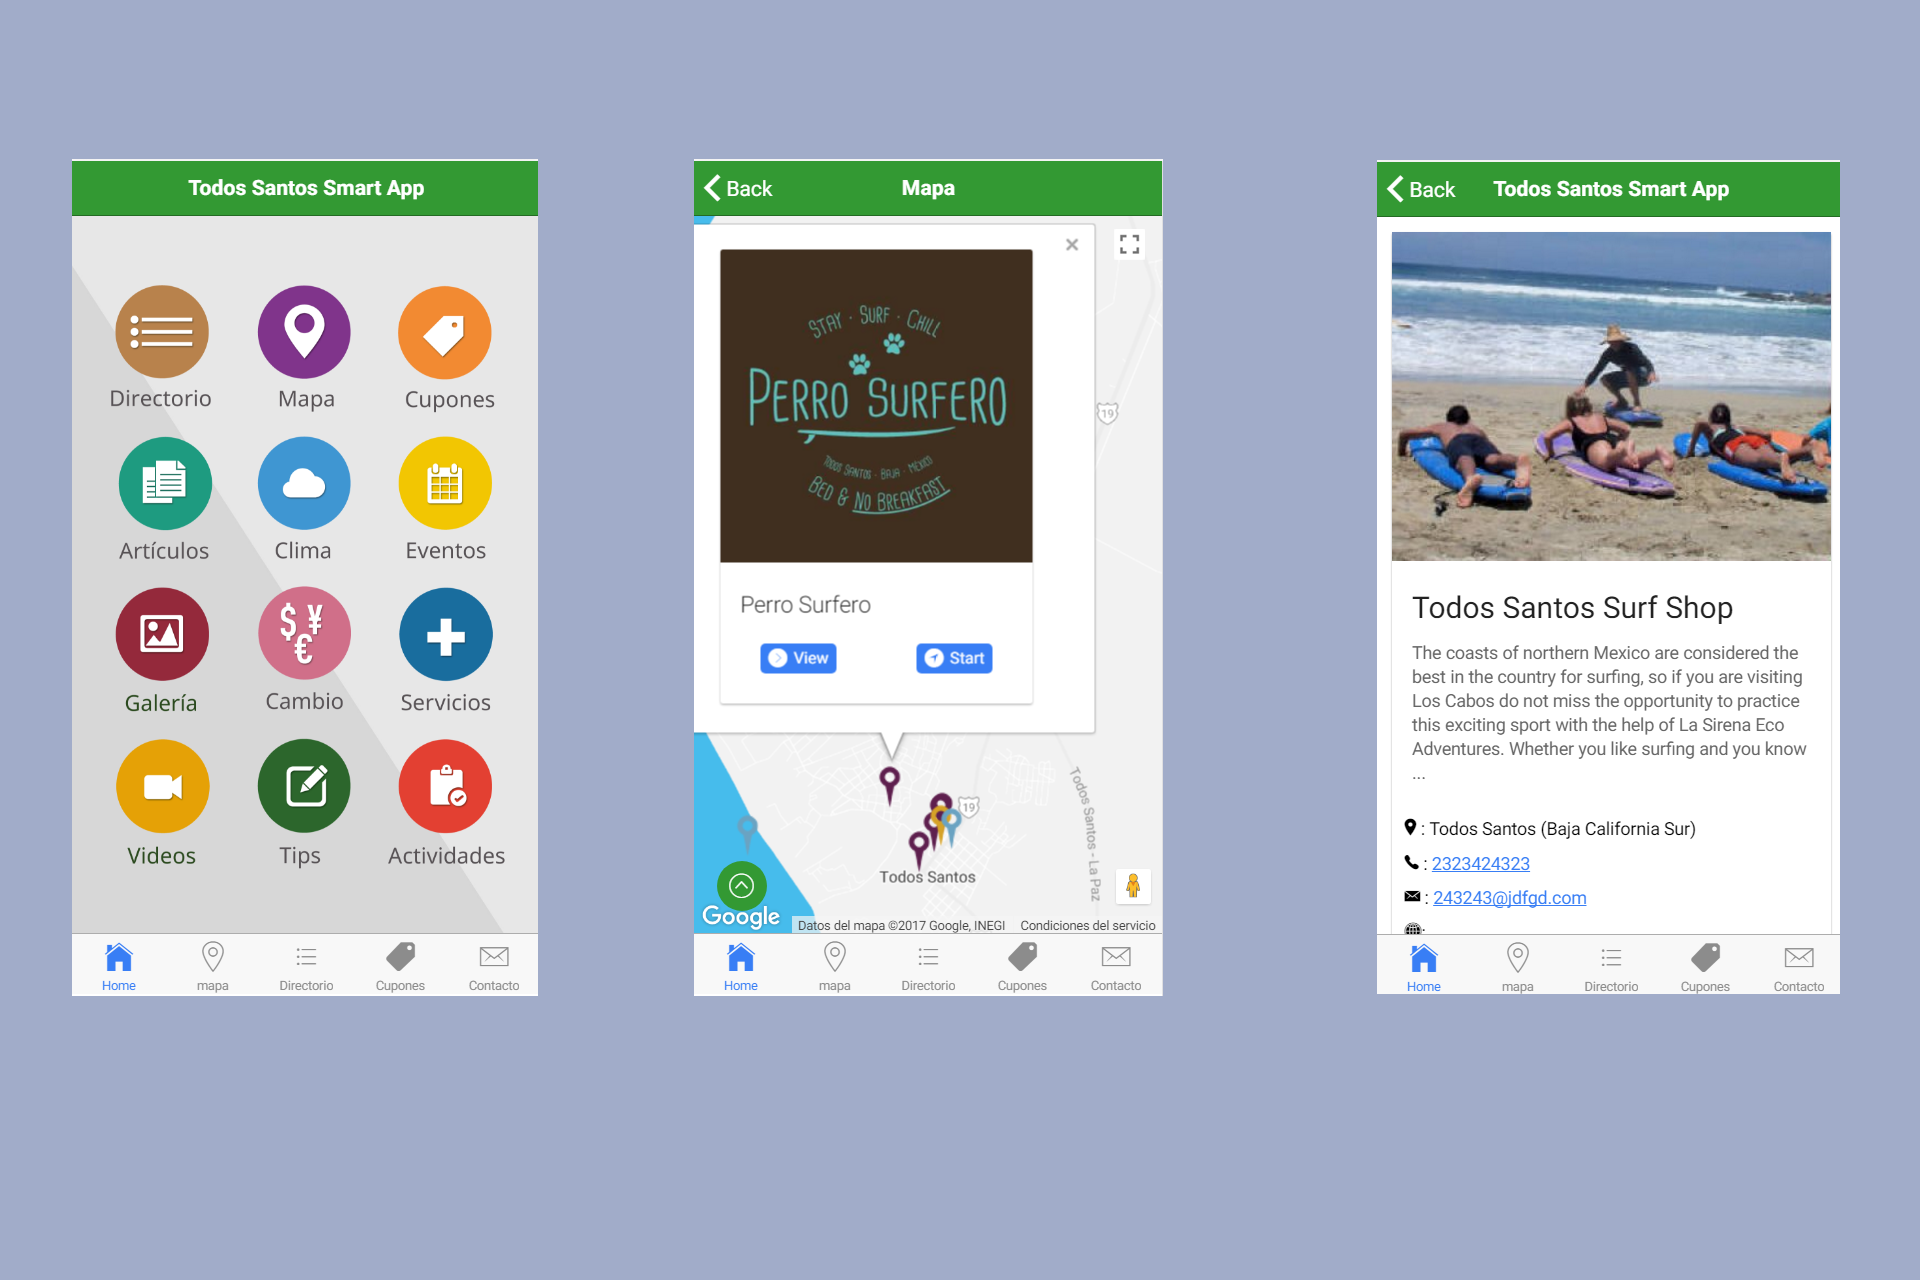 Todos Santos Smart App
Directorio
Mapa
Cupones
Artículos
Clima
Eventos
$ ¥
€
Galería
Cambio
Servicios
Videos
Tips
Actividades
Home
mapa
Directorio
Cupones
Contacto
Back
Mapa
STAY · SURF · CHILL
PERRO SURFERO
TODOS SANTOS · BAJA · MÉXICO
BED & NO BREAKFAST
Perro Surfero
View
Start
19
19
Todos Santos - La Paz
Todos Santos
Google
Datos del mapa ©2017 Google, INEGI
Condiciones del servicio
Home
mapa
Directorio
Cupones
Contacto
Back
Todos Santos Smart App
Todos Santos Surf Shop
The coasts of northern Mexico are considered the
best in the country for surfing, so if you are visiting
Los Cabos do not miss the opportunity to practice
this exciting sport with the help of La Sirena Eco
Adventures. Whether you like surfing and you know
...
: Todos Santos (Baja California Sur)
: 2323424323
: 243243@jdfgd.com
:
Home
mapa
Directorio
Cupones
Contacto